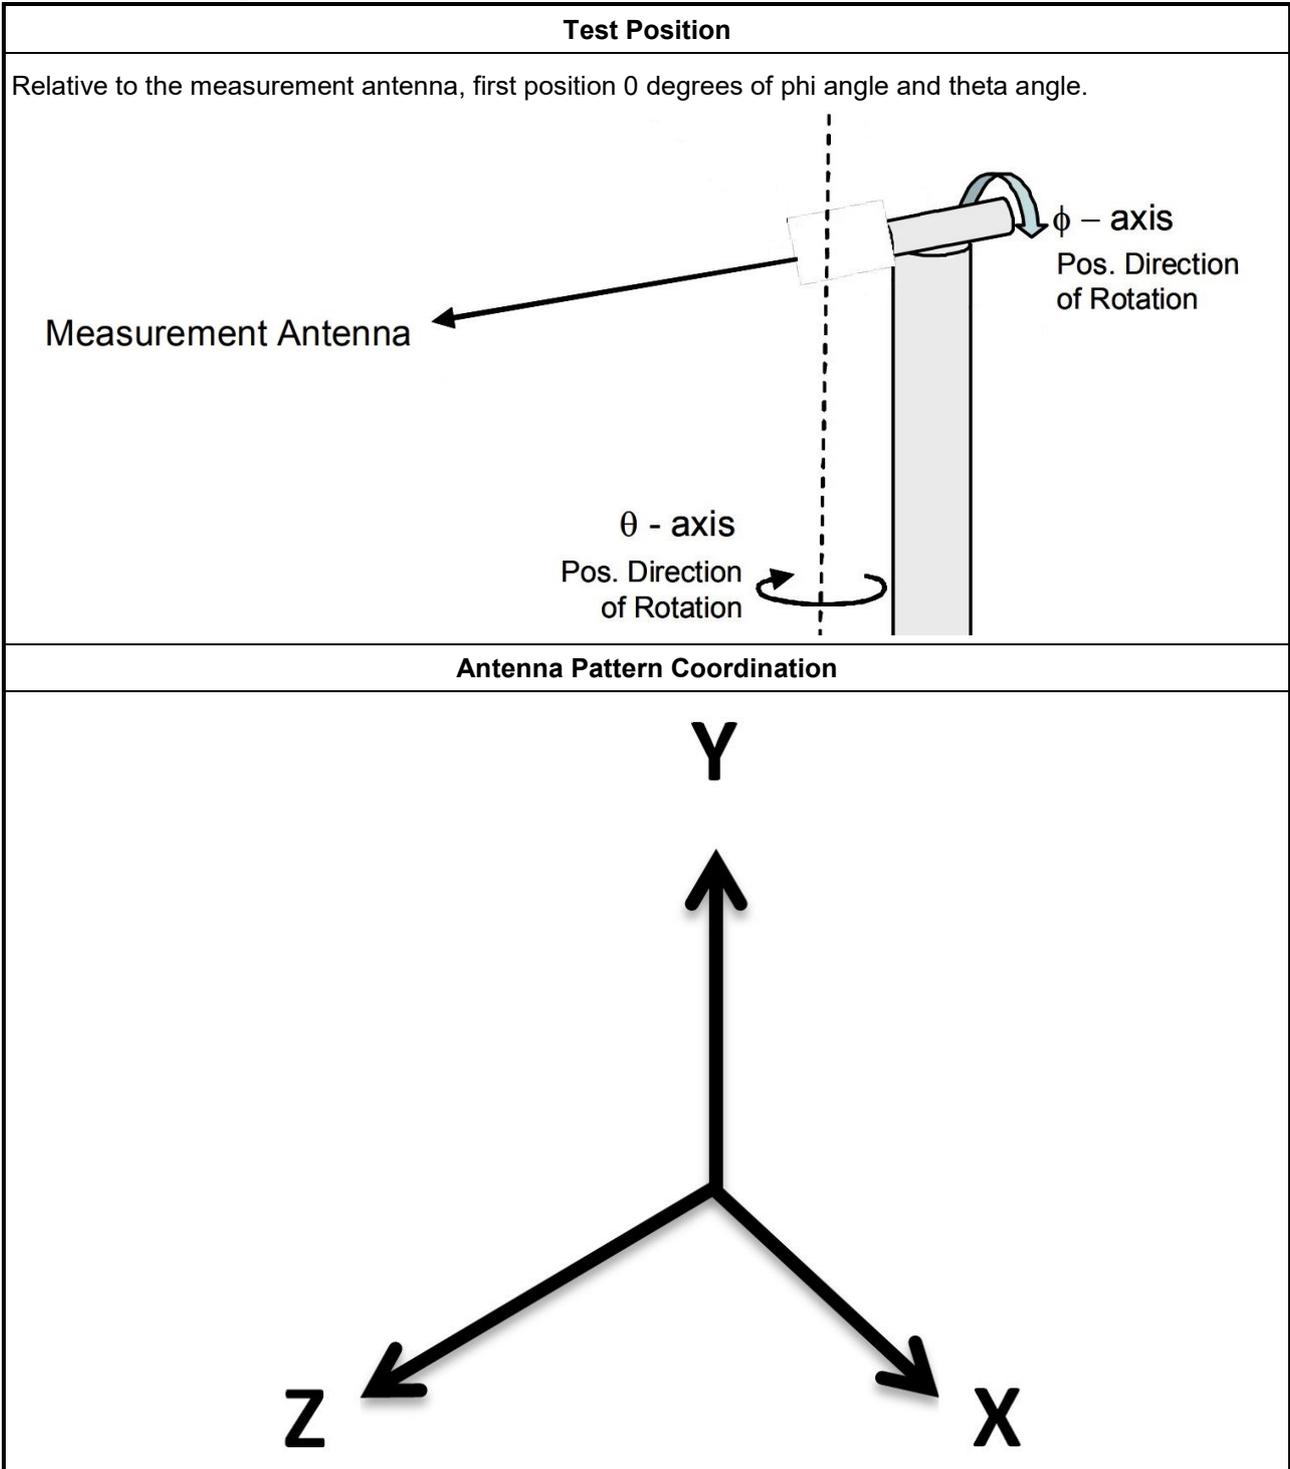 Test Position
Relative to the measurement antenna, first position 0 degrees of phi angle and theta angle.
ϕ – axis
Pos. Direction
of Rotation
Measurement Antenna
θ - axis
Pos. Direction
of Rotation
Antenna Pattern Coordination
Y
Z
X